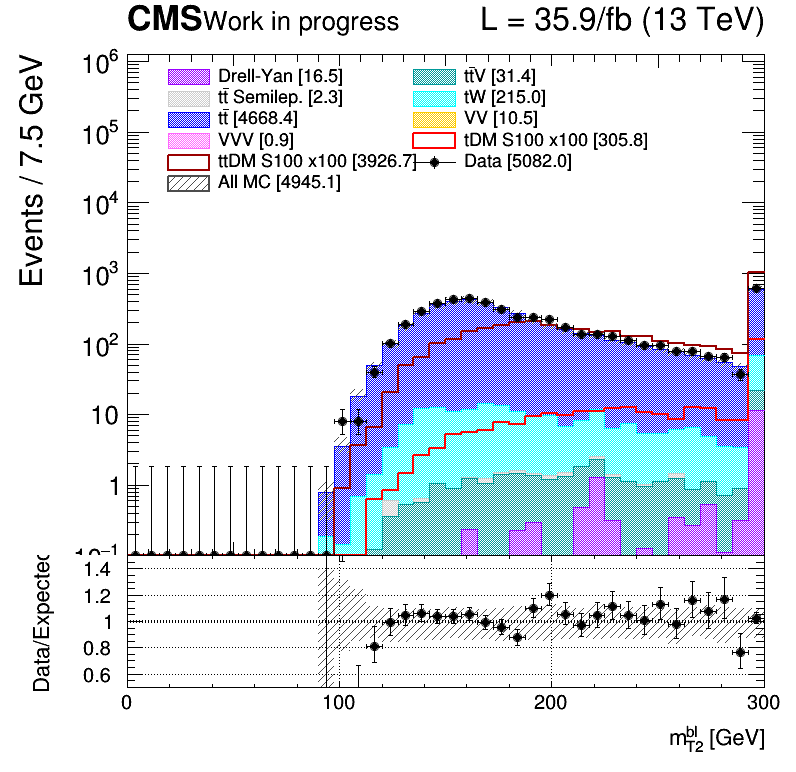 CMS Work in progress L = 35.9/fb (13 TeV)
Events / 7.5 GeV
10⁶
10⁵
10⁴
10³
10²
10
1
10⁻¹
Drell-Yan [16.5] tt̄V [31.4]
tt̄ Semilep. [2.3] tW [215.0]
tt̄ [4668.4] VV [10.5]
VVV [0.9] tDM S100 x100 [305.8]
ttDM S100 x100 [3926.7] Data [5082.0]
All MC [4945.1]
Data/Expected
1.4
1.2
1
0.8
0.6
0 100 200 300
m_{T2}^{bl} [GeV]